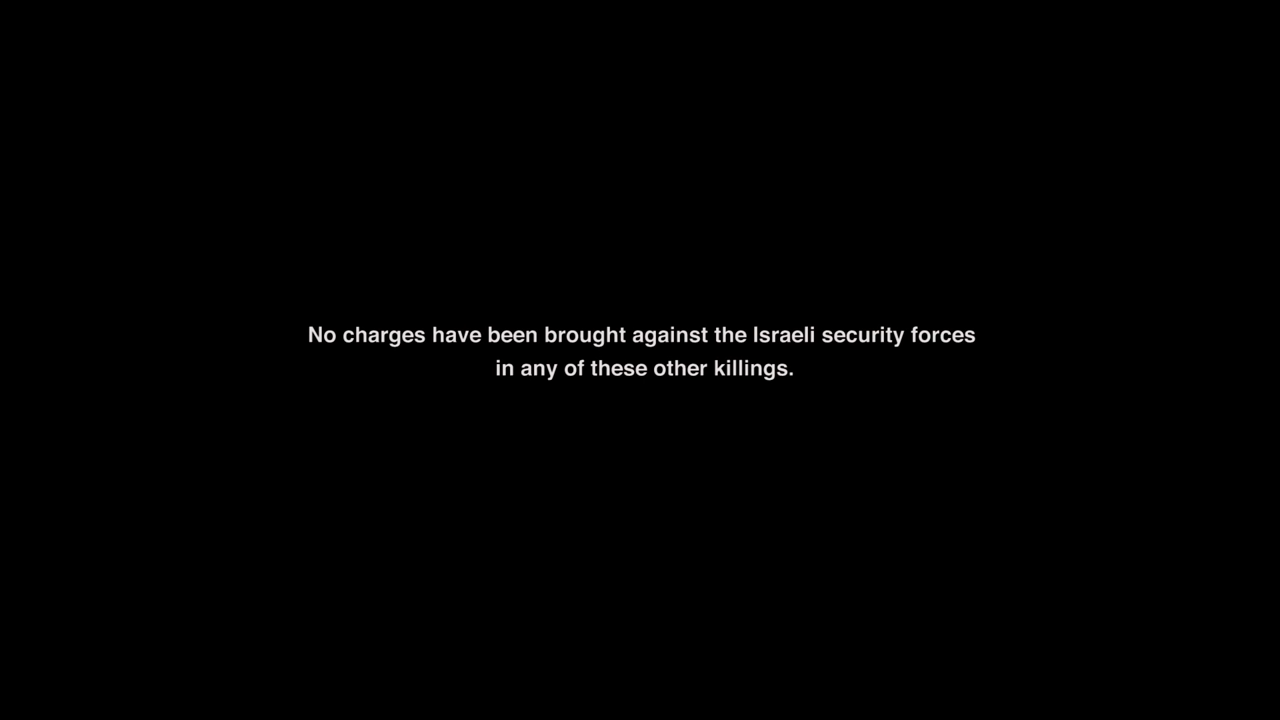 No charges have been brought against the Israeli security forces
in any of these other killings.